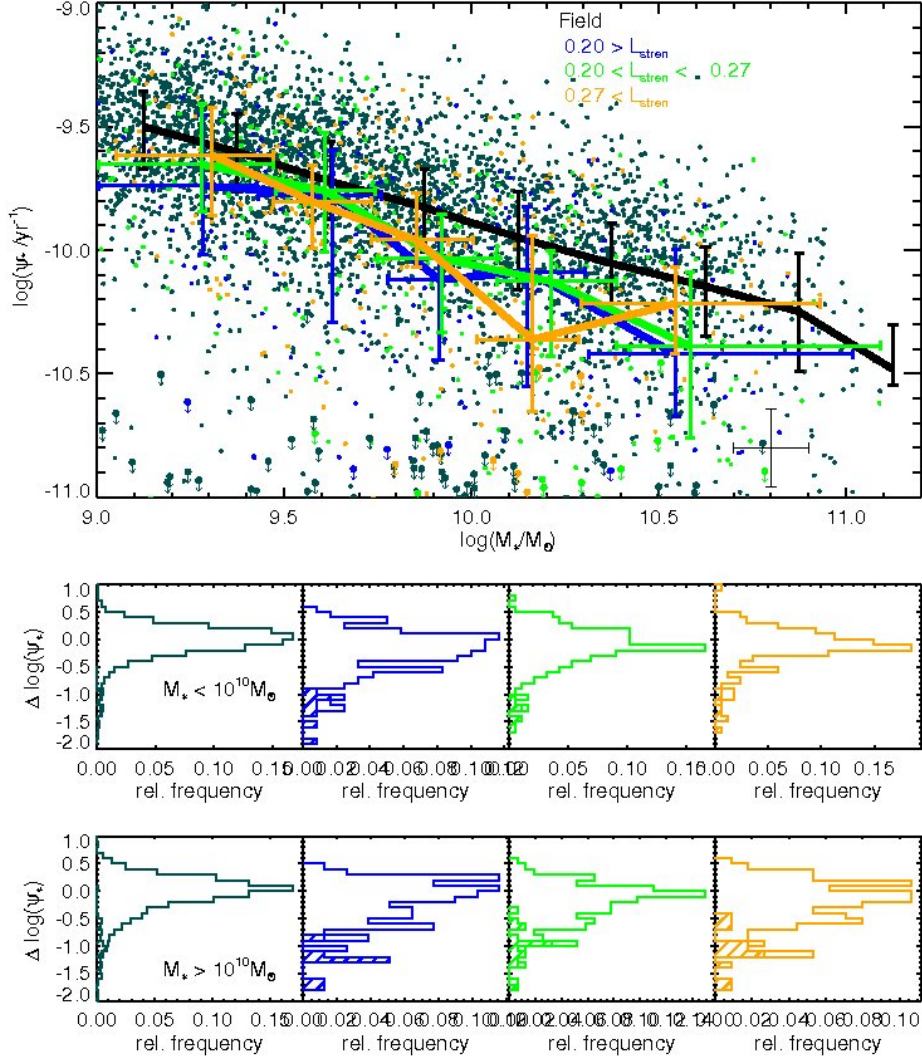 -9.0
Field
0.20 > L_stren
0.20 < L_stren < 0.27
0.27 < L_stren
-9.5
log(ψ* /yr⁻¹)
-10.0
-10.5
-11.0
9.0 9.5 10.0 10.5 11.0
log(M*/M⊙)
1.0
0.5
0.0
-0.5
-1.0
-1.5
-2.0
Δ log(ψ*)
M* < 10¹⁰M⊙
0.00 0.05 0.10 0.15 0.00 0.02 0.04 0.06 0.08 0.10 0.12 0.00 0.05 0.10 0.15 0.00 0.05 0.10 0.15
rel. frequency rel. frequency rel. frequency rel. frequency
1.0
0.5
0.0
-0.5
-1.0
-1.5
-2.0
Δ log(ψ*)
M* > 10¹⁰M⊙
0.00 0.05 0.10 0.15 0.00 0.02 0.04 0.06 0.08 0.10 0.02 0.04 0.06 0.08 0.10 0.12 0.14 0.02 0.04 0.06 0.08 0.10
rel. frequency rel. frequency rel. frequency rel. frequency